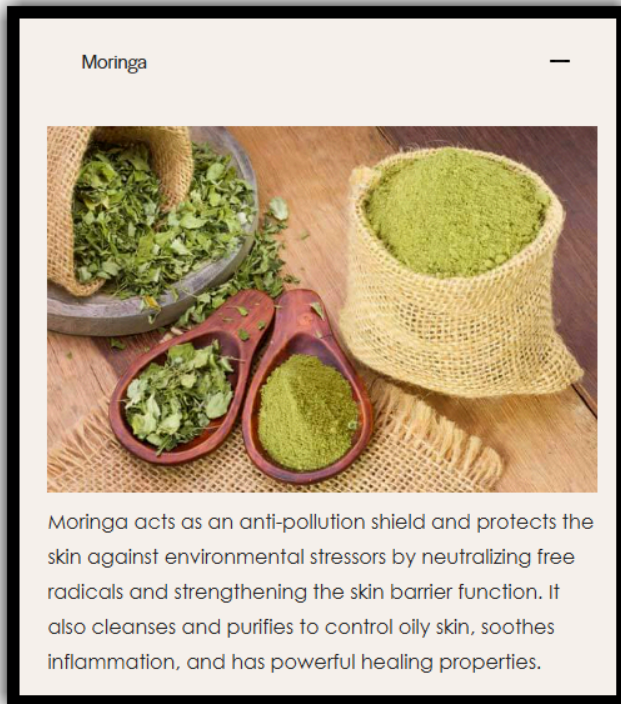 Moringa
Moringa acts as an anti-pollution shield and protects the
skin against environmental stressors by neutralizing free
radicals and strengthening the skin barrier function. It
also cleanses and purifies to control oily skin, soothes
inflammation, and has powerful healing properties.